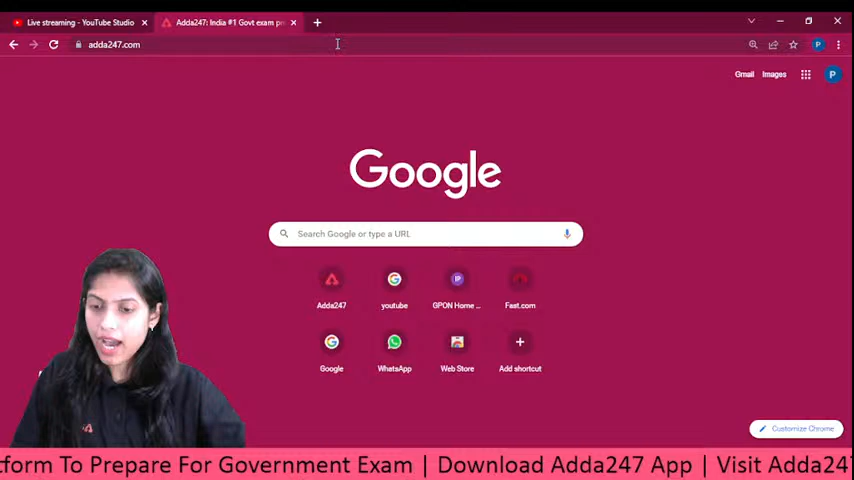 Live streaming - YouTube Studio
Adda247: India #1 Govt exam pr
adda247.com
P
Gmail
Images
P
Google
Search Google or type a URL
Adda247
youtube
P
GPON Home ...
Fast.com
Google
WhatsApp
Web Store
Add shortcut
Customize Chrome
tform To Prepare For Government Exam | Download Adda247 App | Visit Adda247